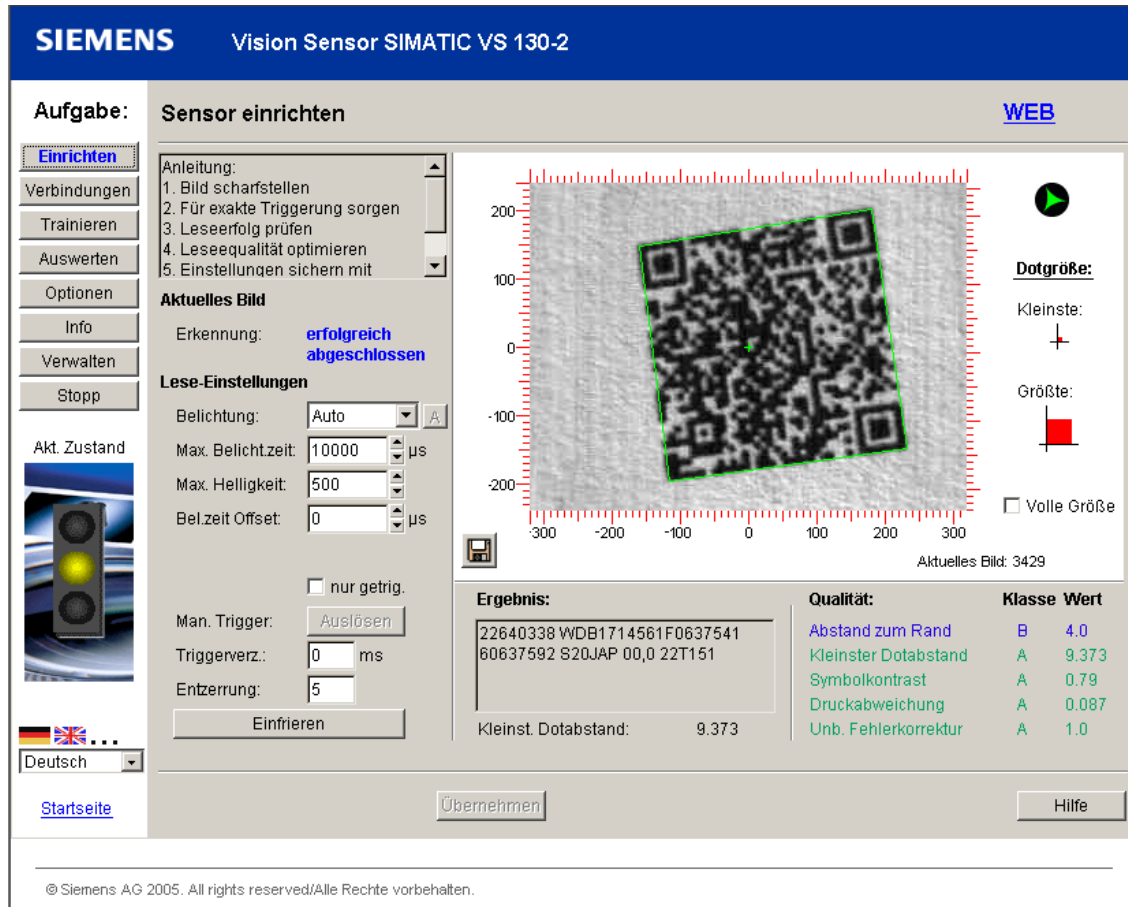 SIEMENS Vision Sensor SIMATIC VS 130-2
Aufgabe:
Sensor einrichten
WEB
Einrichten
Verbindungen
Trainieren
Auswerten
Optionen
Info
Verwalten
Stopp
Akt. Zustand
...
Deutsch
Startseite
Anleitung:
1. Bild scharfstellen
2. Für exakte Triggerung sorgen
3. Leseerfolg prüfen
4. Leseequalität optimieren
5. Einstellungen sichern mit
Aktuelles Bild
Erkennung: erfolgreich
abgeschlossen
Lese-Einstellungen
Belichtung: Auto A
Max. Belicht.zeit: 10000 µs
Max. Helligkeit: 500
Bel.zeit Offset: 0 µs
nur getrig.
Man. Trigger: Auslösen
Triggerverz.: 0 ms
Entzerrung: 5
Einfrieren
200
100
0
-100
-200
-300 -200 -100 0 100 200 300
Aktuelles Bild: 3429
Dotgröße:
Kleinste:
Größte:
Volle Größe
Ergebnis:
22640338 WDB1714561F0637541
60637592 S20JAP 00,0 22T151
Kleinst. Dotabstand: 9.373
Qualität: Klasse Wert
Abstand zum Rand B 4.0
Kleinster Dotabstand A 9.373
Symbolkontrast A 0.79
Druckabweichung A 0.087
Unb. Fehlerkorrektur A 1.0
Übernehmen
Hilfe
© Siemens AG 2005. All rights reserved/Alle Rechte vorbehalten.